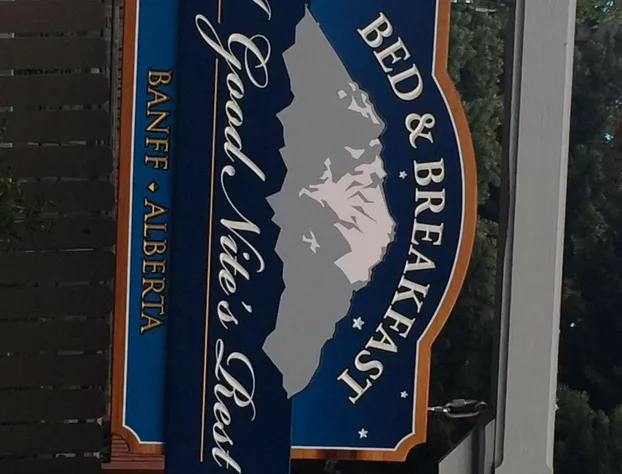 BED & BREAKFAST
Good Nite's Rest
BANFF • ALBERTA